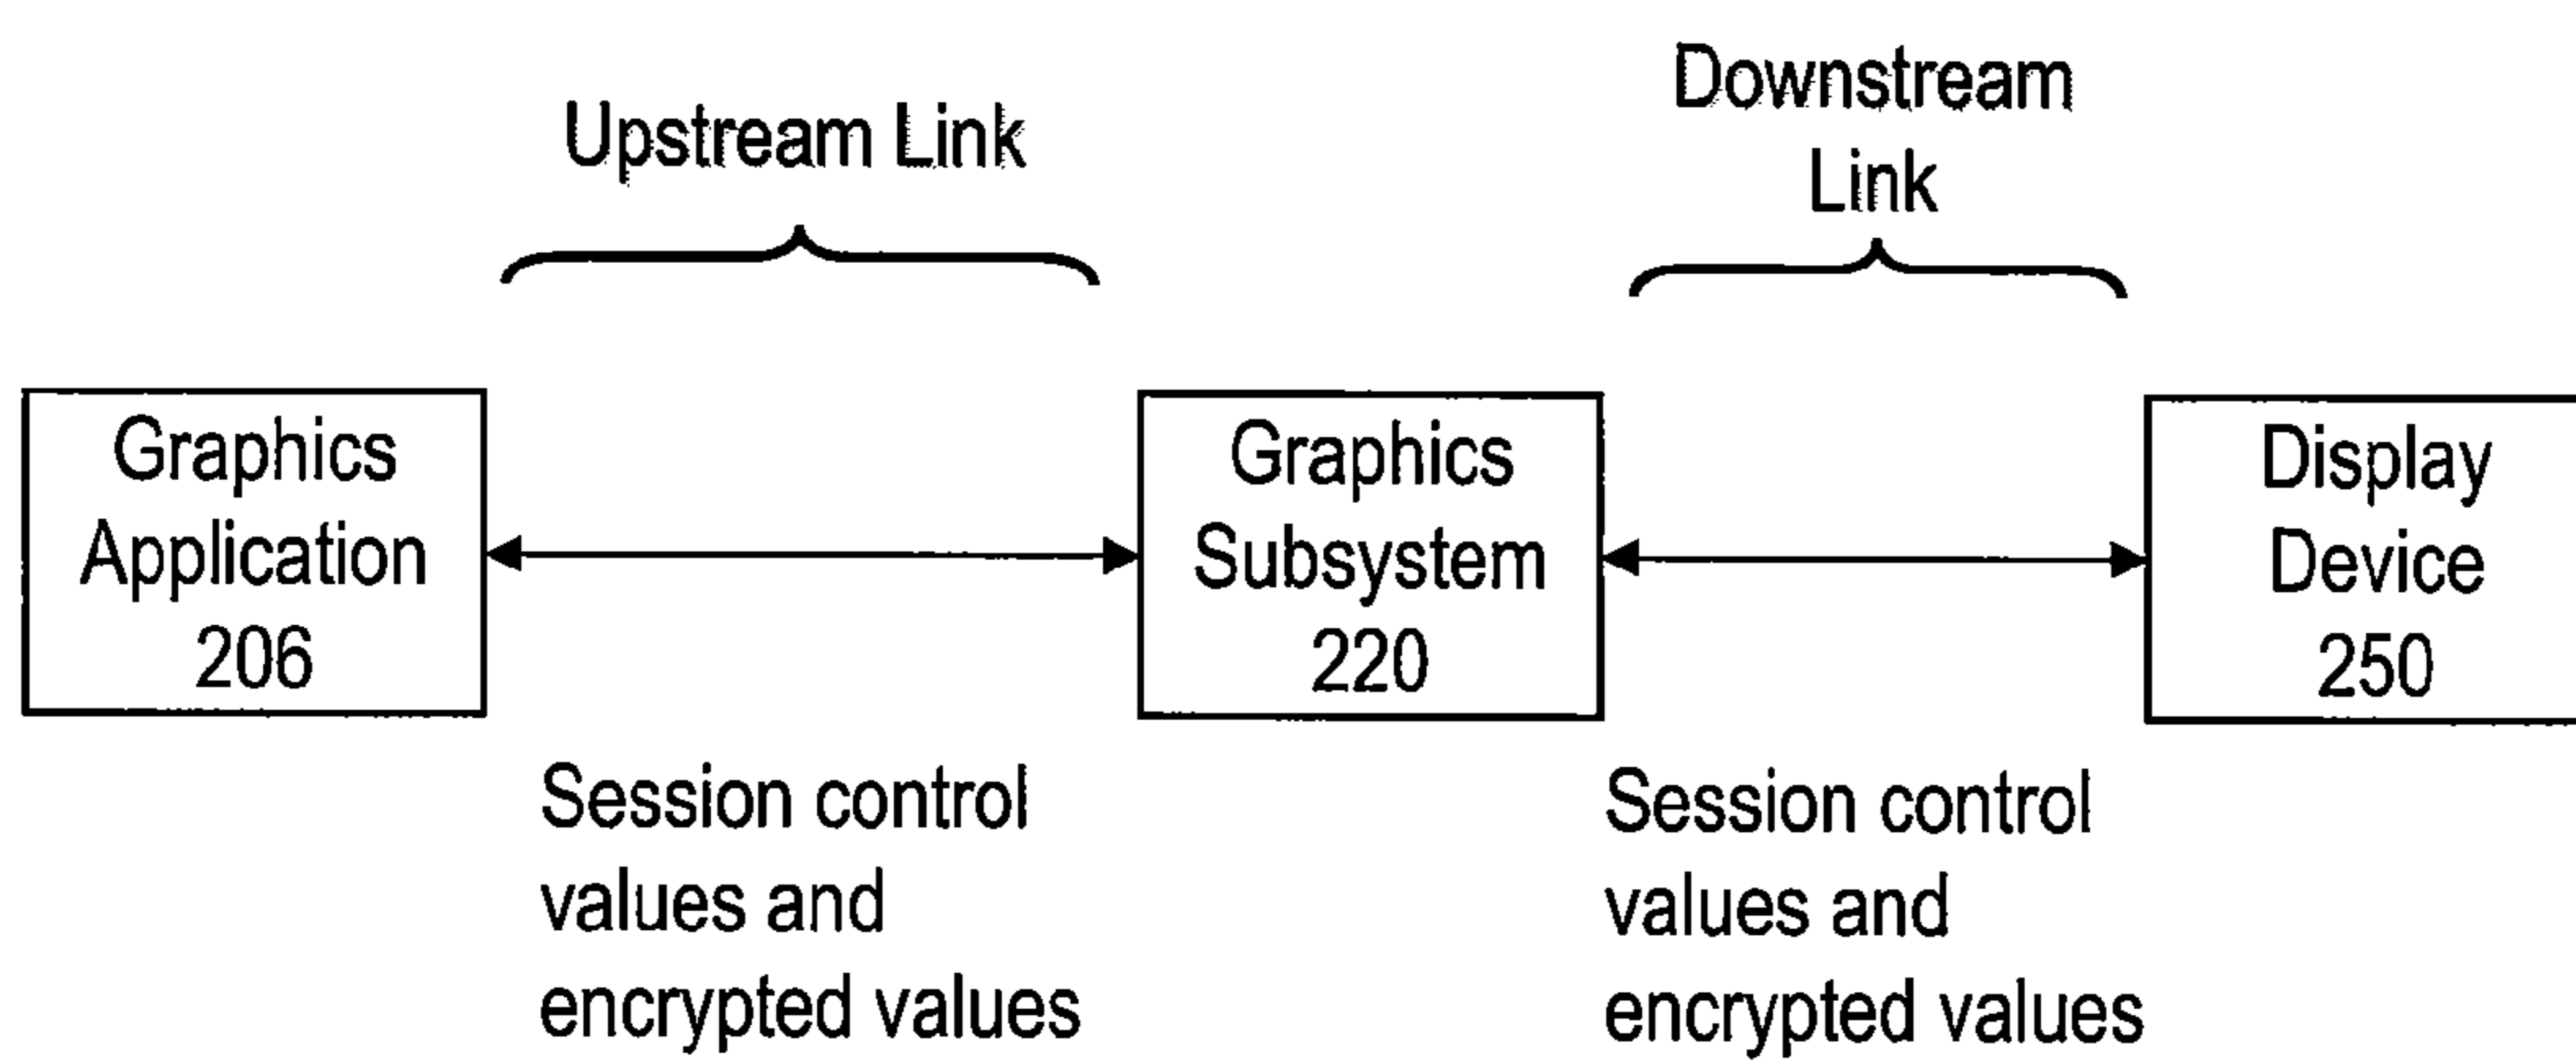 Upstream Link
Downstream
Link
Graphics
Application
206
Graphics
Subsystem
220
Display
Device
250
Session control
values and
encrypted values
Session control
values and
encrypted values